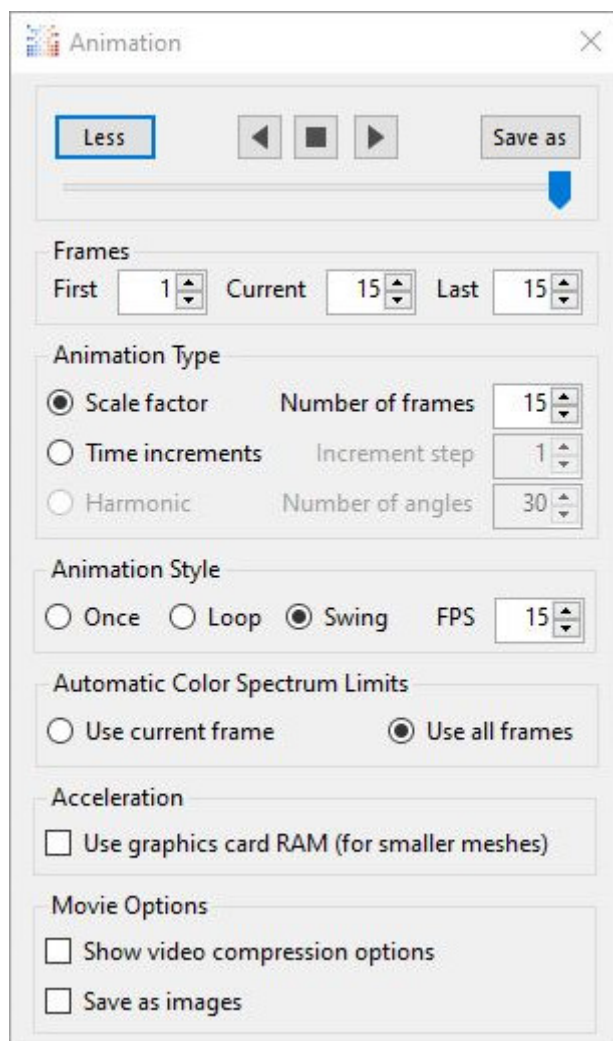 Animation
Less Save as
Frames
First 1 Current 15 Last 15
Animation Type
Scale factor Number of frames 15
Time increments Increment step 1
Harmonic Number of angles 30
Animation Style
Once Loop Swing FPS 15
Automatic Color Spectrum Limits
Use current frame Use all frames
Acceleration
Use graphics card RAM (for smaller meshes)
Movie Options
Show video compression options
Save as images